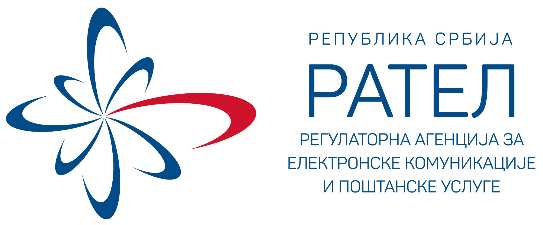 РЕПУБЛИКА СРБИЈА
РАТЕЛ
РЕГУЛАТОРНА АГЕНЦИЈА ЗА
ЕЛЕКТРОНСКЕ КОМУНИКАЦИЈЕ
И ПОШТАНСКЕ УСЛУГЕ